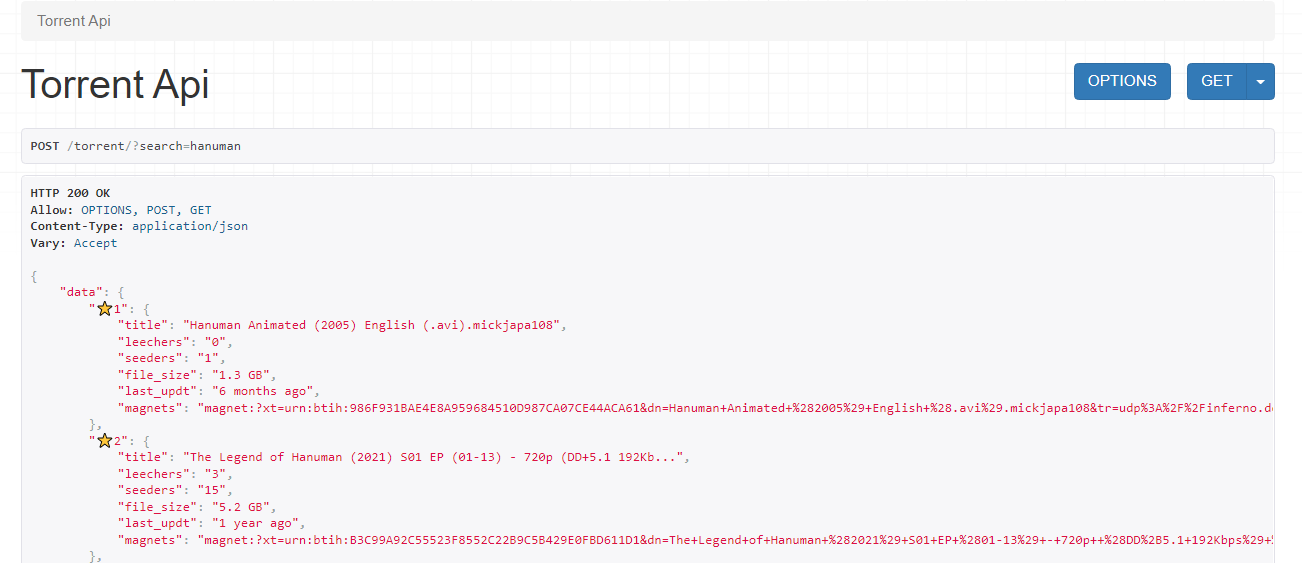 Torrent Api
Torrent Api
OPTIONS
GET
POST /torrent/?search=hanuman
HTTP 200 OK
Allow: OPTIONS, POST, GET
Content-Type: application/json
Vary: Accept
{
"data": {
"⭐1": {
"title": "Hanuman Animated (2005) English (.avi).mickjapa108",
"leechers": "0",
"seeders": "1",
"file_size": "1.3 GB",
"last_updt": "6 months ago",
"magnets": "magnet:?xt=urn:btih:986F931BAE4E8A959684510D987CA07CE44ACA61&dn=Hanuman+Animated+%282005%29+English+%28.avi%29.mickjapa108&tr=udp%3A%2F%2Finferno.de
},
"⭐2": {
"title": "The Legend of Hanuman (2021) S01 EP (01-13) - 720p (DD+5.1 192Kb...",
"leechers": "3",
"seeders": "15",
"file_size": "5.2 GB",
"last_updt": "1 year ago",
"magnets": "magnet:?xt=urn:btih:B3C99A92C55523F8552C22B9C5B429E0FBD611D1&dn=The+Legend+of+Hanuman+%282021%29+S01+EP+%2801-13%29+-+720p++%28DD%2B5.1+192Kbps%29+
},